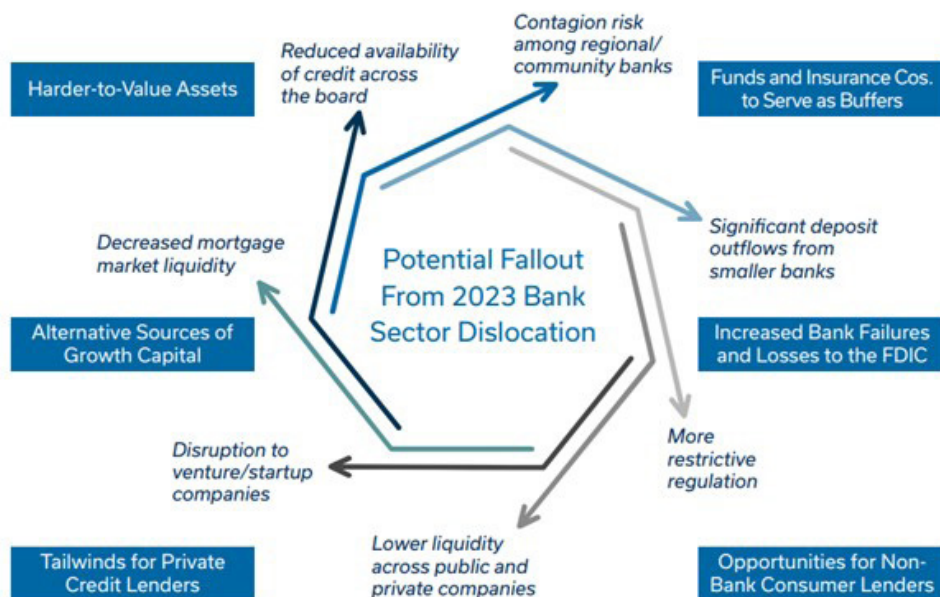 Contagion risk
among regional/
community banks
Reduced availability
of credit across
the board
Harder-to-Value Assets
Funds and Insurance Cos.
to Serve as Buffers
Significant deposit
outflows from
smaller banks
Decreased mortgage
market liquidity
Potential Fallout
From 2023 Bank
Sector Dislocation
Alternative Sources of
Growth Capital
Increased Bank Failures
and Losses to the FDIC
More
restrictive
regulation
Disruption to
venture/startup
companies
Lower liquidity
across public and
private companies
Tailwinds for Private
Credit Lenders
Opportunities for Non-
Bank Consumer Lenders